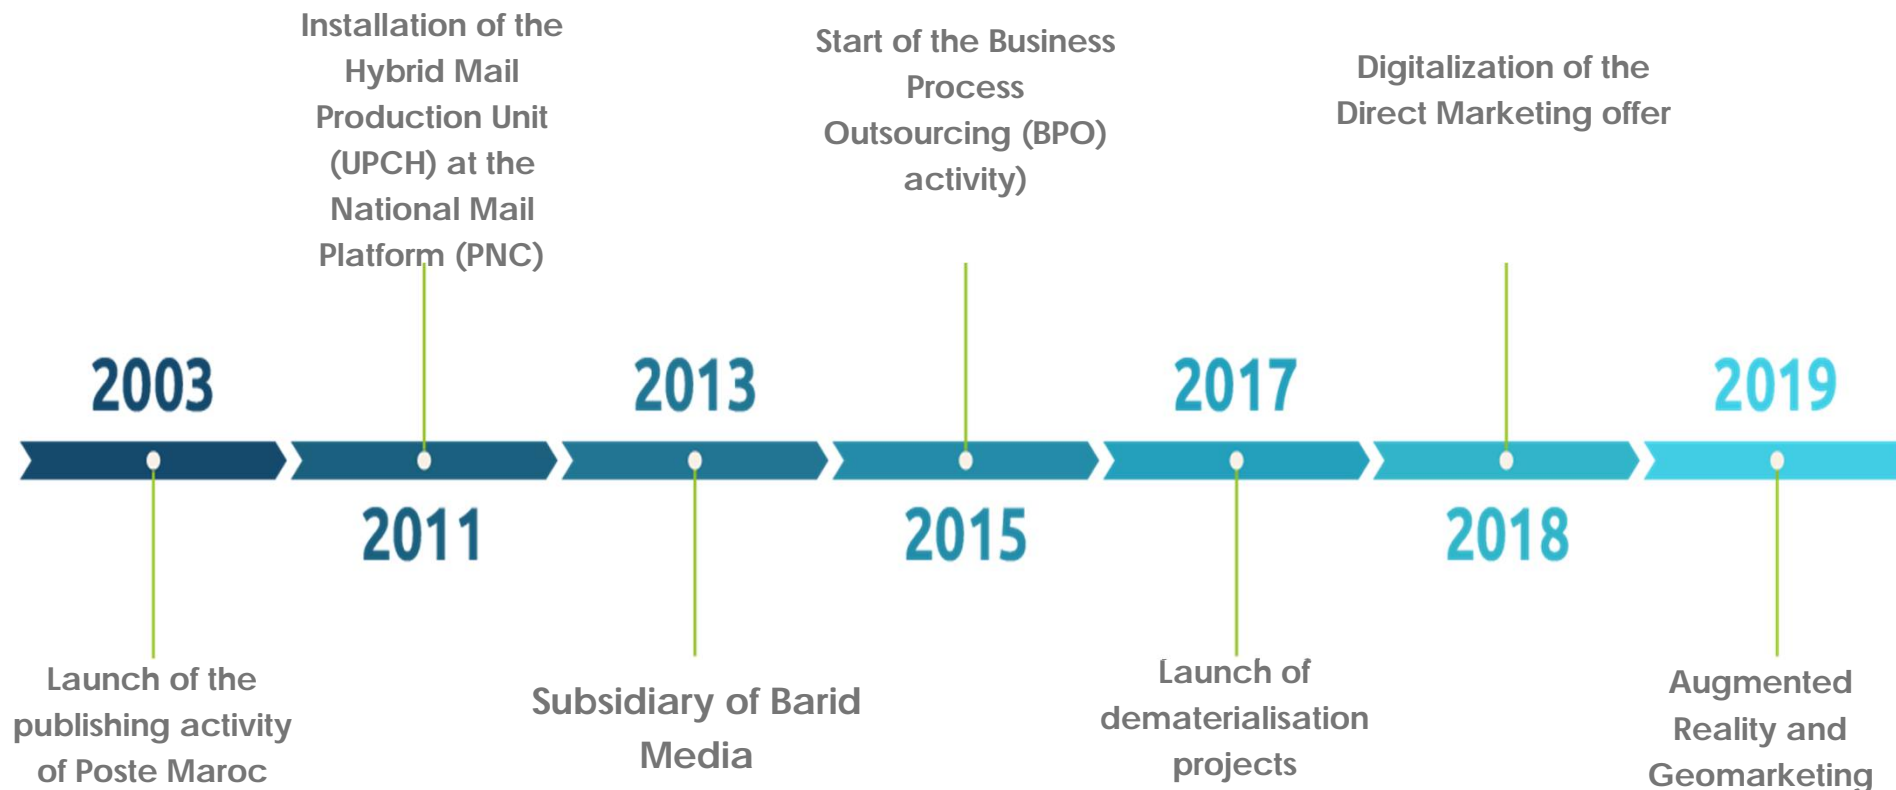 Installation of the
Hybrid Mail
Production Unit
(UPCH) at the
National Mail
Platform (PNC)
Start of the Business
Process
Outsourcing (BPO)
activity)
Digitalization of the
Direct Marketing offer
2003
2013
2017
2019
2011
2015
2018
Launch of the
publishing activity
of Poste Maroc
Subsidiary of Barid
Media
Launch of
dematerialisation
projects
Augmented
Reality and
Geomarketing